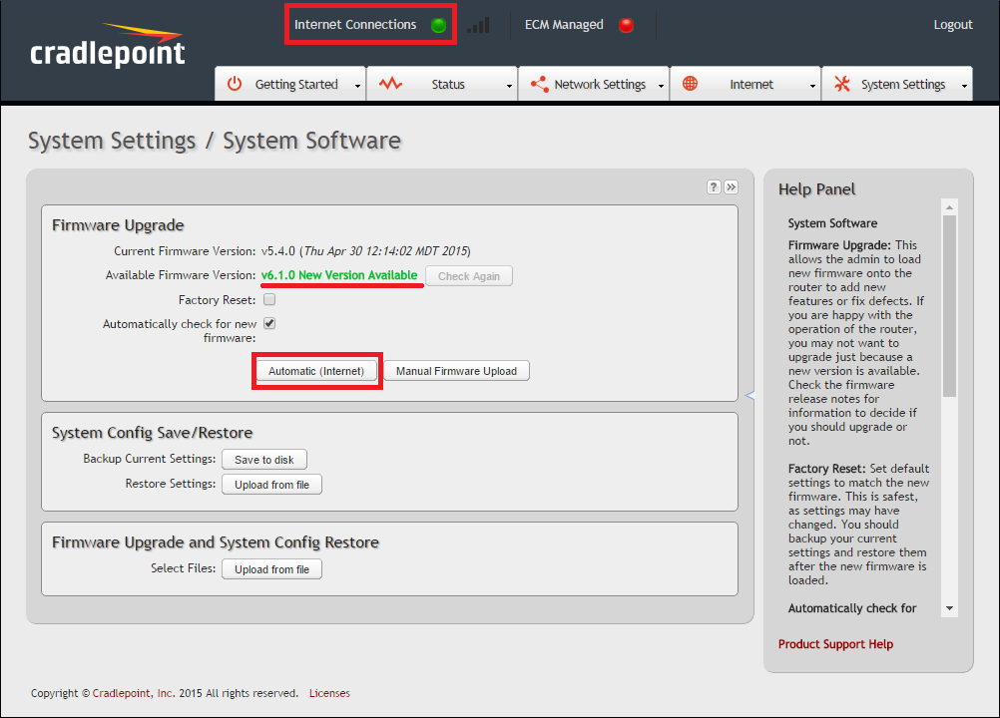 Internet Connections
ECM Managed
Logout
cradlepoint
Getting Started
Status
Network Settings
Internet
System Settings
System Settings / System Software
? »
Firmware Upgrade
Current Firmware Version: v5.4.0 (Thu Apr 30 12:14:02 MDT 2015)
Available Firmware Version: v6.1.0 New Version Available Check Again
Factory Reset:
Automatically check for new
firmware:
Automatic (Internet) Manual Firmware Upload
System Config Save/Restore
Backup Current Settings: Save to disk
Restore Settings: Upload from file
Firmware Upgrade and System Config Restore
Select Files: Upload from file
Help Panel
System Software
Firmware Upgrade: This
allows the admin to load
new firmware onto the
router to add new
features or fix defects. If
you are happy with the
operation of the router,
you may not want to
upgrade just because a
new version is available.
Check the firmware
release notes for
information to decide if
you should upgrade or
not.
Factory Reset: Set default
settings to match the new
firmware. This is safest,
as settings may have
changed. You should
backup your current
settings and restore them
after the new firmware is
loaded.
Automatically check for
Product Support Help
Copyright © Cradlepoint, Inc. 2015 All rights reserved. Licenses